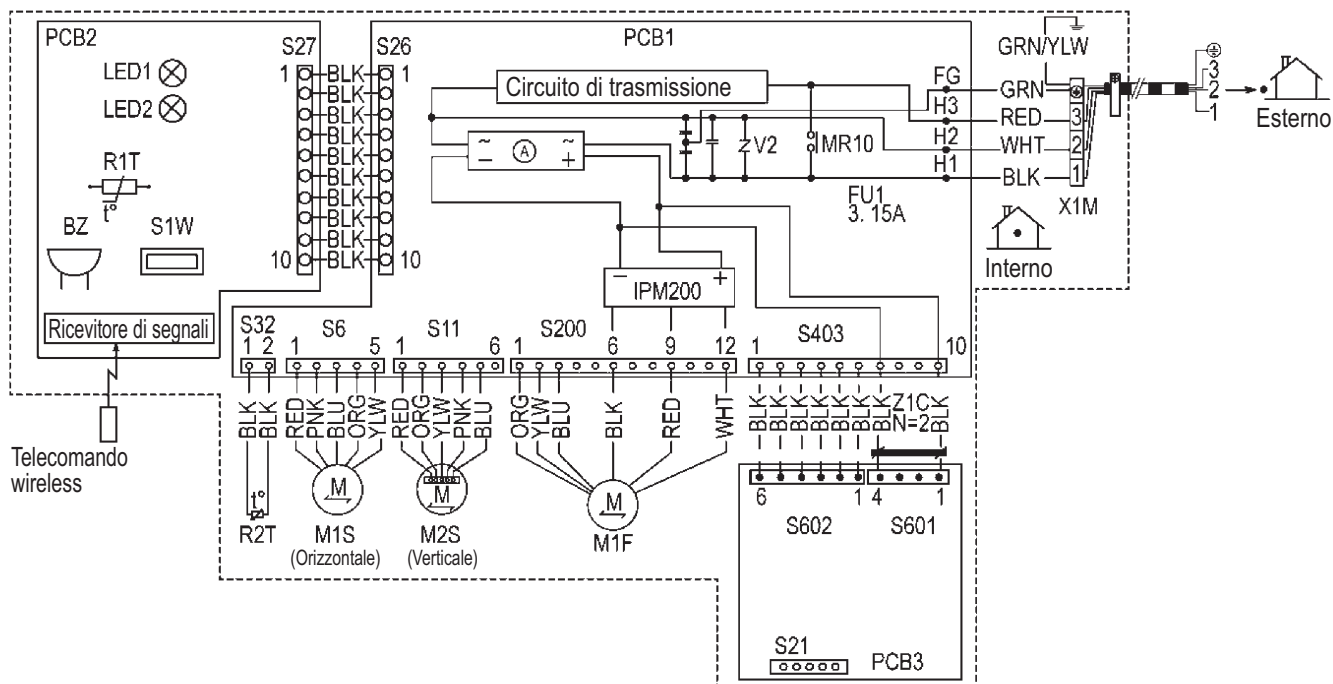 PCB2
S27
S26
PCB1
GRN/YLW
LED1
LED2
1
BLK
1
BLK
BLK
BLK
BLK
BLK
BLK
BLK
BLK
10
BLK
10
Circuito di trasmissione
FG
GRN
H3
RED
3
H2
WHT
2
H1
BLK
1
X1M
3
2
1
Esterno
~
~
−
A
+
V2
MR10
FU1
3. 15A
Interno
R1T
t°
BZ
S1W
−
+
IPM200
Ricevitore di segnali
S32
S6
S11
S200
S403
1 2
1
5
1
6
1
6
9
12
1
10
BLK
BLK
RED
PNK
BLU
ORG
YLW
RED
ORG
YLW
PNK
BLU
ORG
YLW
BLU
BLK
RED
WHT
BLK
BLK
BLK
BLK
BLK
BLK
BLK
Z1C
N=2
BLK
Telecomando
wireless
t°
R2T
M
M1S
(Orizzontale)
M
M2S
(Verticale)
M
M1F
6
1
4
1
S602
S601
S21
PCB3